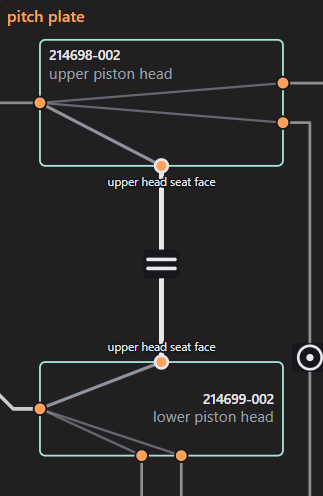 pitch plate
214698-002
upper piston head
upper head seat face
upper head seat face
214699-002
lower piston head